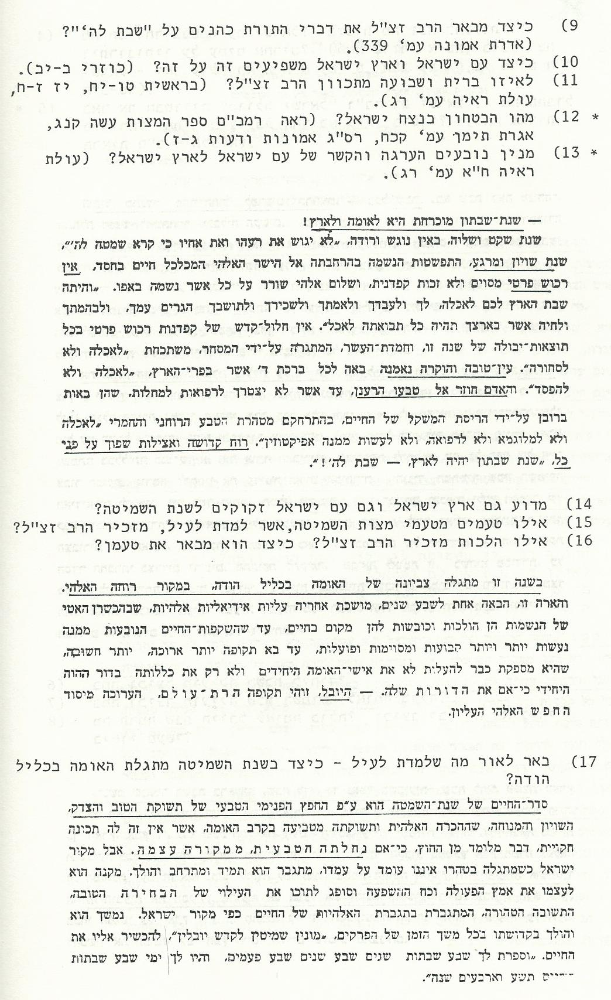 9) כיצד מבאר הרב זצ"ל את דברי התורת כהנים על "שבת לה'"?
(אדרת אמונה עמ' 339).
10) כיצד עם ישראל וארץ ישראל משפיעים זה על זה? (כוזרי ב-יב).
11) לאיזו ברית ושבועה מתכוון הרב זצ"ל? (בראשית טו-יח, יז ז-ח,
עולת ראיה עמ' רג).
* 12) מהו הבטחון בנצח ישראל? (ראה רמב"ם ספר המצות עשה קנג,
אגרת תימן עמ' קכח, רס"ג אמונות ודעות ג-ז).
* 13) מנין נובעים הערגה והקשר של עם ישראל לארץ ישראל? (עולת
ראיה ח"א עמ' רג).
— שנת־שבתון מוכרחת היא לאומה ולארץ!
שנת שקט ושלוה, באין נוגש ורודה, „לא יגוש את רעהו ואת אחיו כי קרא שמטה לה'",
שנת שויון ומרגע, התפשטות הנשמה בהרחבתה אל הישר האלהי המכלכל חיים בחסד, אין
רכוש פרטי מסוים ולא זכות קפדנית, ושלום אלהי שורר על כל אשר נשמה באפו. „והיתה
שבת הארץ לכם לאכלה, לך ולעבדך ולאמתך ולשכירך ולתושבך הגרים עמך, ולבהמתך
ולחיה אשר בארצך תהיה כל תבואתה לאכל". אין חלול־קדש של קפדנות רכוש פרטי בכל
תוצאות־יבולה של שנה זו, וחמדת־העשר, המתגרה על־ידי המסחר, משתכחת „לאכלה ולא
לסחורה". עין־טובה והוקרה נאמנה באה לכל ברכת ד' אשר בפרי־הארץ, „לאכלה ולא
להפסד". והאדם חוזר אל טבעו הרענן, עד אשר לא יצטרך לרפואות למחלות, שהן באות
ברובן על־ידי הריסת המשקל של החיים, בהתרחקם מטהרת הטבע הרוחני והחמרי „לאכלה
ולא למלוגמא ולא לרפואה, ולא לעשות ממנה אפיקטוזין". רוח קדושה ואצילות שפוך על פני
כל, „שנת שבתון יהיה לארץ, — שבת לה'!".
14) מדוע גם ארץ ישראל וגם עם ישראל זקוקים לשנת השמיטה?
15) אילו טעמים מטעמי מצות השמיטה,אשר למדת לעיל, מזכיר הרב זצ"ל?
16) אילו הלכות מזכיר הרב זצ"ל? כיצד הוא מבאר את טעמן?
בשנה זו מתגלה צביונה של האומה בכליל הודה, במקור רוחה האלהי.
והארה זו, הבאה אחת לשבע שנים, מושכת אחריה עליות אידיאליות אלהיות, שבהכשרן האטי
של הנשמות הן הולכות וכובשות להן מקום בחיים, עד שהשקפות־החיים הנובעות ממנה
נעשות יותר ויותר קבועות ומסוימות ופועלות, עד בא תקופה יותר ארוכה, יותר חשובה,
שהיא מספקת כבר להעלות לא את אישי־האומה היחידים ולא רק את כללותה בדור ההוה
היחידי כי־אם את הדורות שלה. — היובל, זוהי תקופה הרת־עולם, הערוכה מיסוד
החפש האלהי העליון.
17) באר לאור מה שלמדת לעיל - כיצד בשנת השמיטה מתגלת האומה בכליל
הודה?
סדר־החיים של שנת־השמטה הוא ע"פ החפץ הפנימי הטבעי של תשוקת הטוב והצדק,
השויון והמנוחה, שההכרה האלהית ותשוקתה מטביעה בקרב האומה, אשר אין זה לה תכונה
חקויית, דבר מלומד מן החוץ, כי־אם נחלתה הטבעית, ממקורה עצמה. אבל מקור
ישראל כשמתגלה בטהרו איננו עומד על עמדו, מתגבר הוא תמיד ומתרחב והולך, מקנה הוא
לעצמו את אמץ הפעולה וכח ההשפעה וסופג לתוכו את העילוי של הבחירה הטובה,
התשובה הטהורה, המתגברת בתגברת האלהיות של החיים כפי מקור ישראל. נמשך הוא
והולך בקדושתו בכל משך הזמן של הפרקים, „מונין שמיטין לקדש יובלין", להכשיר אליו את
החיים. „וספרת לך שבע שבתות שנים שבע שנים שבע פעמים, והיו לך ימי שבע שבתות
תשע וארבעים שנה".